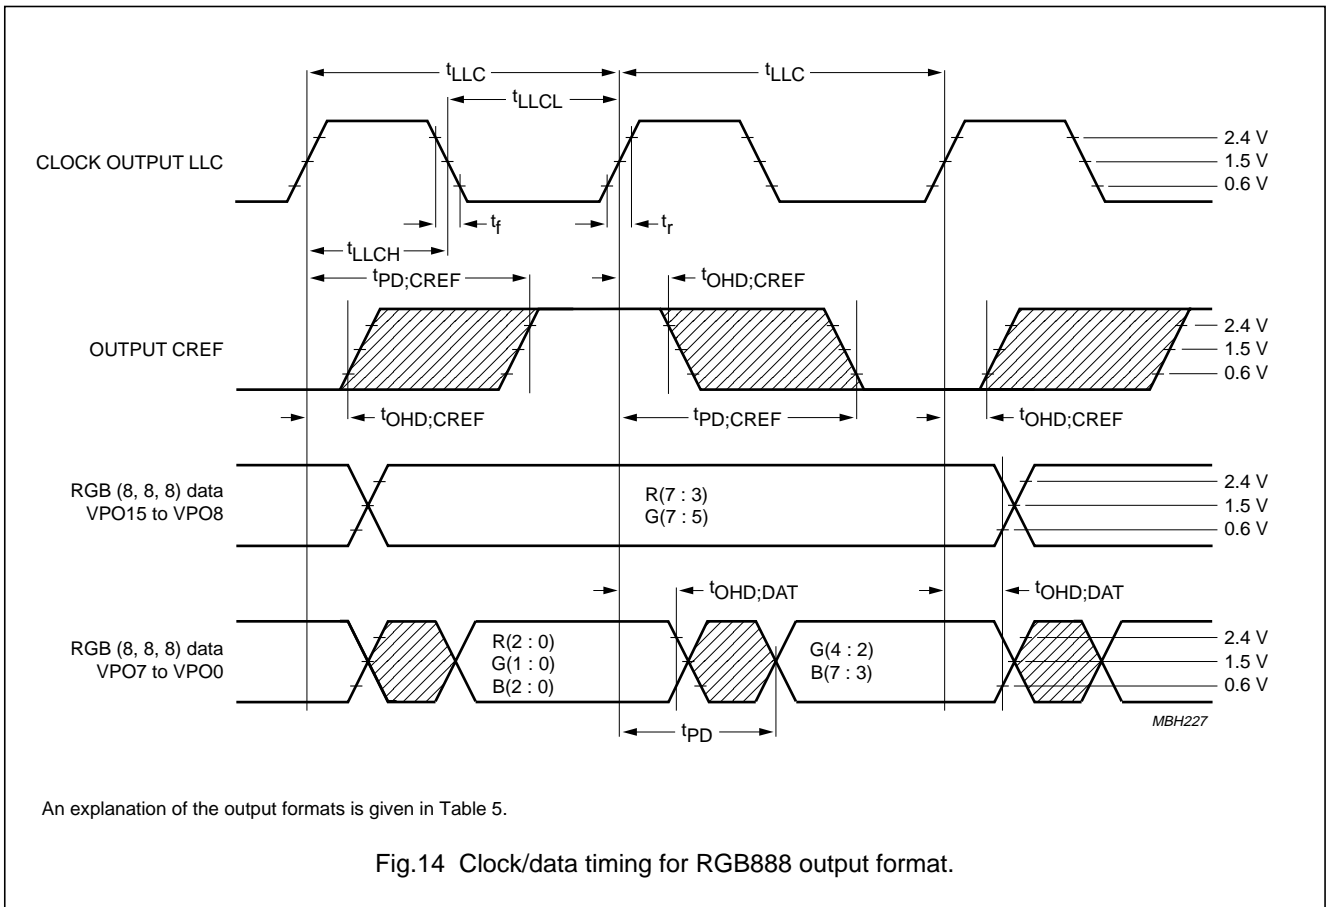 tLLC tLLC
tLLCL
CLOCK OUTPUT LLC
2.4 V
1.5 V
0.6 V
tf tr
tLLCH
tPD;CREF tOHD;CREF
OUTPUT CREF
2.4 V
1.5 V
0.6 V
tOHD;CREF tPD;CREF tOHD;CREF
RGB (8, 8, 8) data
VPO15 to VPO8
R(7 : 3)
G(7 : 5)
2.4 V
1.5 V
0.6 V
tOHD;DAT tOHD;DAT
RGB (8, 8, 8) data
VPO7 to VPO0
R(2 : 0)
G(1 : 0)
B(2 : 0)
G(4 : 2)
B(7 : 3)
2.4 V
1.5 V
0.6 V
tPD
MBH227
An explanation of the output formats is given in Table 5.
Fig.14 Clock/data timing for RGB888 output format.